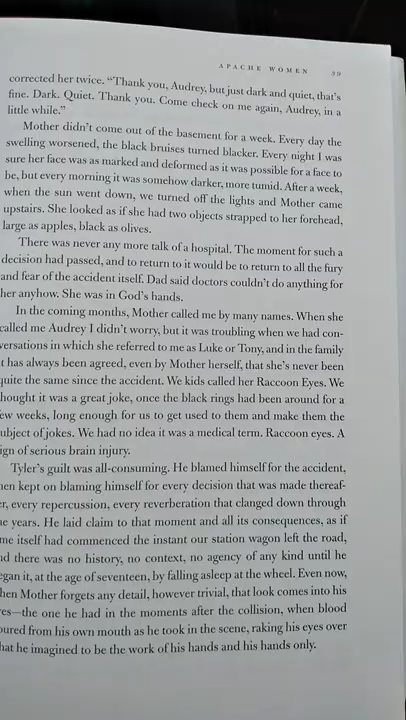 APACHE WOMEN 39
corrected her twice. “Thank you, Audrey, but just dark and quiet, that’s
fine. Dark. Quiet. Thank you. Come check on me again, Audrey, in a
little while.”
Mother didn’t come out of the basement for a week. Every day the
swelling worsened, the black bruises turned blacker. Every night I was
sure her face was as marked and deformed as it was possible for a face to
be, but every morning it was somehow darker, more tumid. After a week,
when the sun went down, we turned off the lights and Mother came
upstairs. She looked as if she had two objects strapped to her forehead,
large as apples, black as olives.
There was never any more talk of a hospital. The moment for such a
decision had passed, and to return to it would be to return to all the fury
and fear of the accident itself. Dad said doctors couldn’t do anything for
her anyhow. She was in God’s hands.
In the coming months, Mother called me by many names. When she
called me Audrey I didn’t worry, but it was troubling when we had con-
versations in which she referred to me as Luke or Tony, and in the family
t has always been agreed, even by Mother herself, that she’s never been
quite the same since the accident. We kids called her Raccoon Eyes. We
hought it was a great joke, once the black rings had been around for a
ew weeks, long enough for us to get used to them and make them the
ubject of jokes. We had no idea it was a medical term. Raccoon eyes. A
ign of serious brain injury.
Tyler’s guilt was all-consuming. He blamed himself for the accident,
hen kept on blaming himself for every decision that was made thereaf-
er, every repercussion, every reverberation that clanged down through
he years. He laid claim to that moment and all its consequences, as if
me itself had commenced the instant our station wagon left the road,
nd there was no history, no context, no agency of any kind until he
egan it, at the age of seventeen, by falling asleep at the wheel. Even now,
hen Mother forgets any detail, however trivial, that look comes into his
es—the one he had in the moments after the collision, when blood
oured from his own mouth as he took in the scene, raking his eyes over
hat he imagined to be the work of his hands and his hands only.